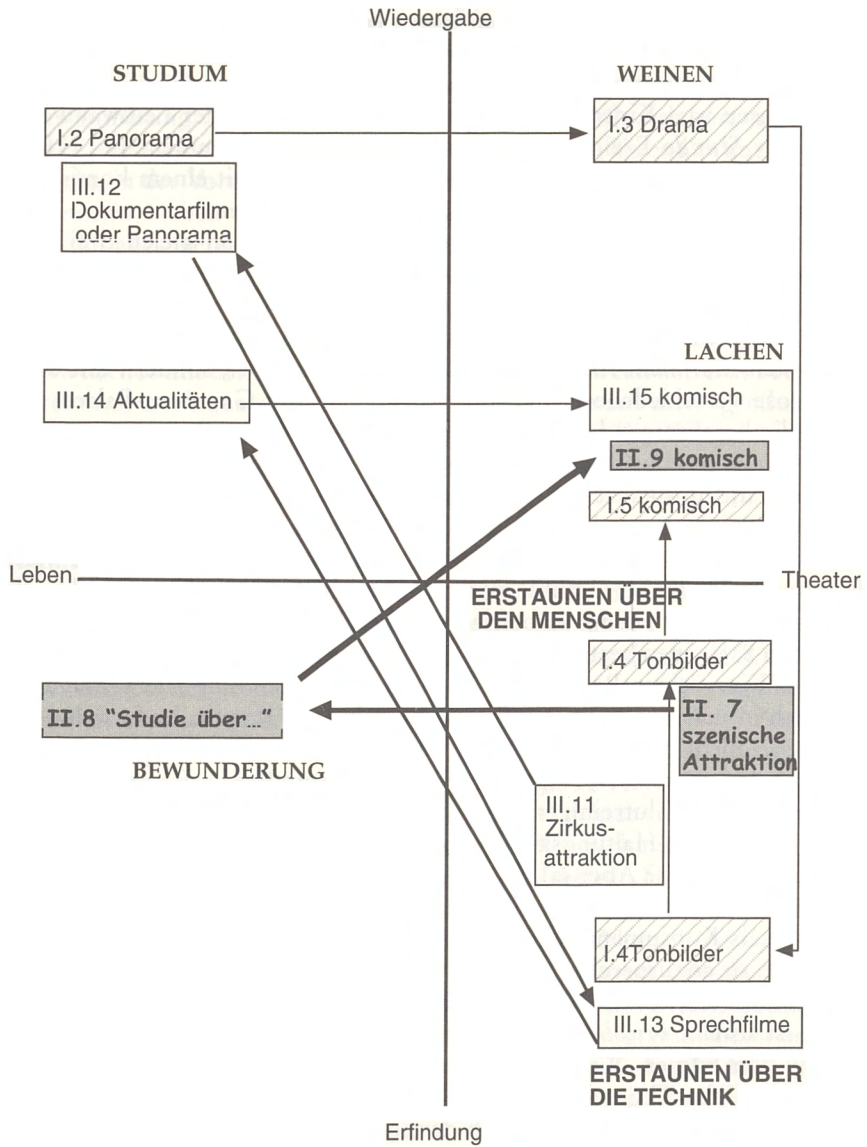 Wiedergabe
STUDIUM
WEINEN
I.2 Panorama
I.3 Drama
III.12
Dokumentarfilm
oder Panorama
LACHEN
III.14 Aktualitäten
III.15 komisch
II.9 komisch
I.5 komisch
Leben
Theater
ERSTAUNEN ÜBER
DEN MENSCHEN
I.4 Tonbilder
II.8 "Studie über..."
II. 7
szenische
Attraktion
BEWUNDERUNG
III.11
Zirkus-
attraktion
I.4Tonbilder
III.13 Sprechfilme
ERSTAUNEN ÜBER
DIE TECHNIK
Erfindung